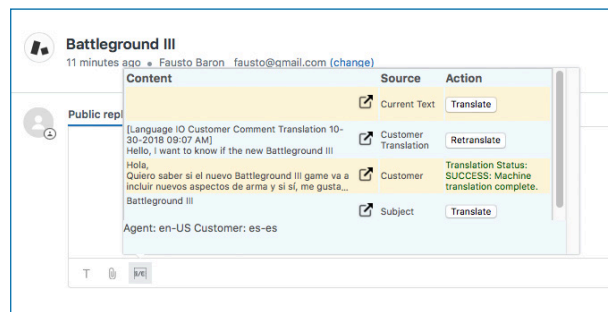 Battleground III
11 minutes ago • Fausto Baron fausto@gmail.com (change)
Content Source Action
Public repl
Current Text Translate
[Language IO Customer Comment Translation 10-
30-2018 09:07 AM]
Hello, I want to know if the new Battleground III
Customer
Translation
Retranslate
Hola,
Quiero saber si el nuevo Battleground III game va a
incluir nuevos aspectos de arma y si sí, me gusta...
Customer
Translation Status:
SUCCESS: Machine
translation complete.
Battleground III
Subject Translate
Agent: en-US Customer: es-es
T